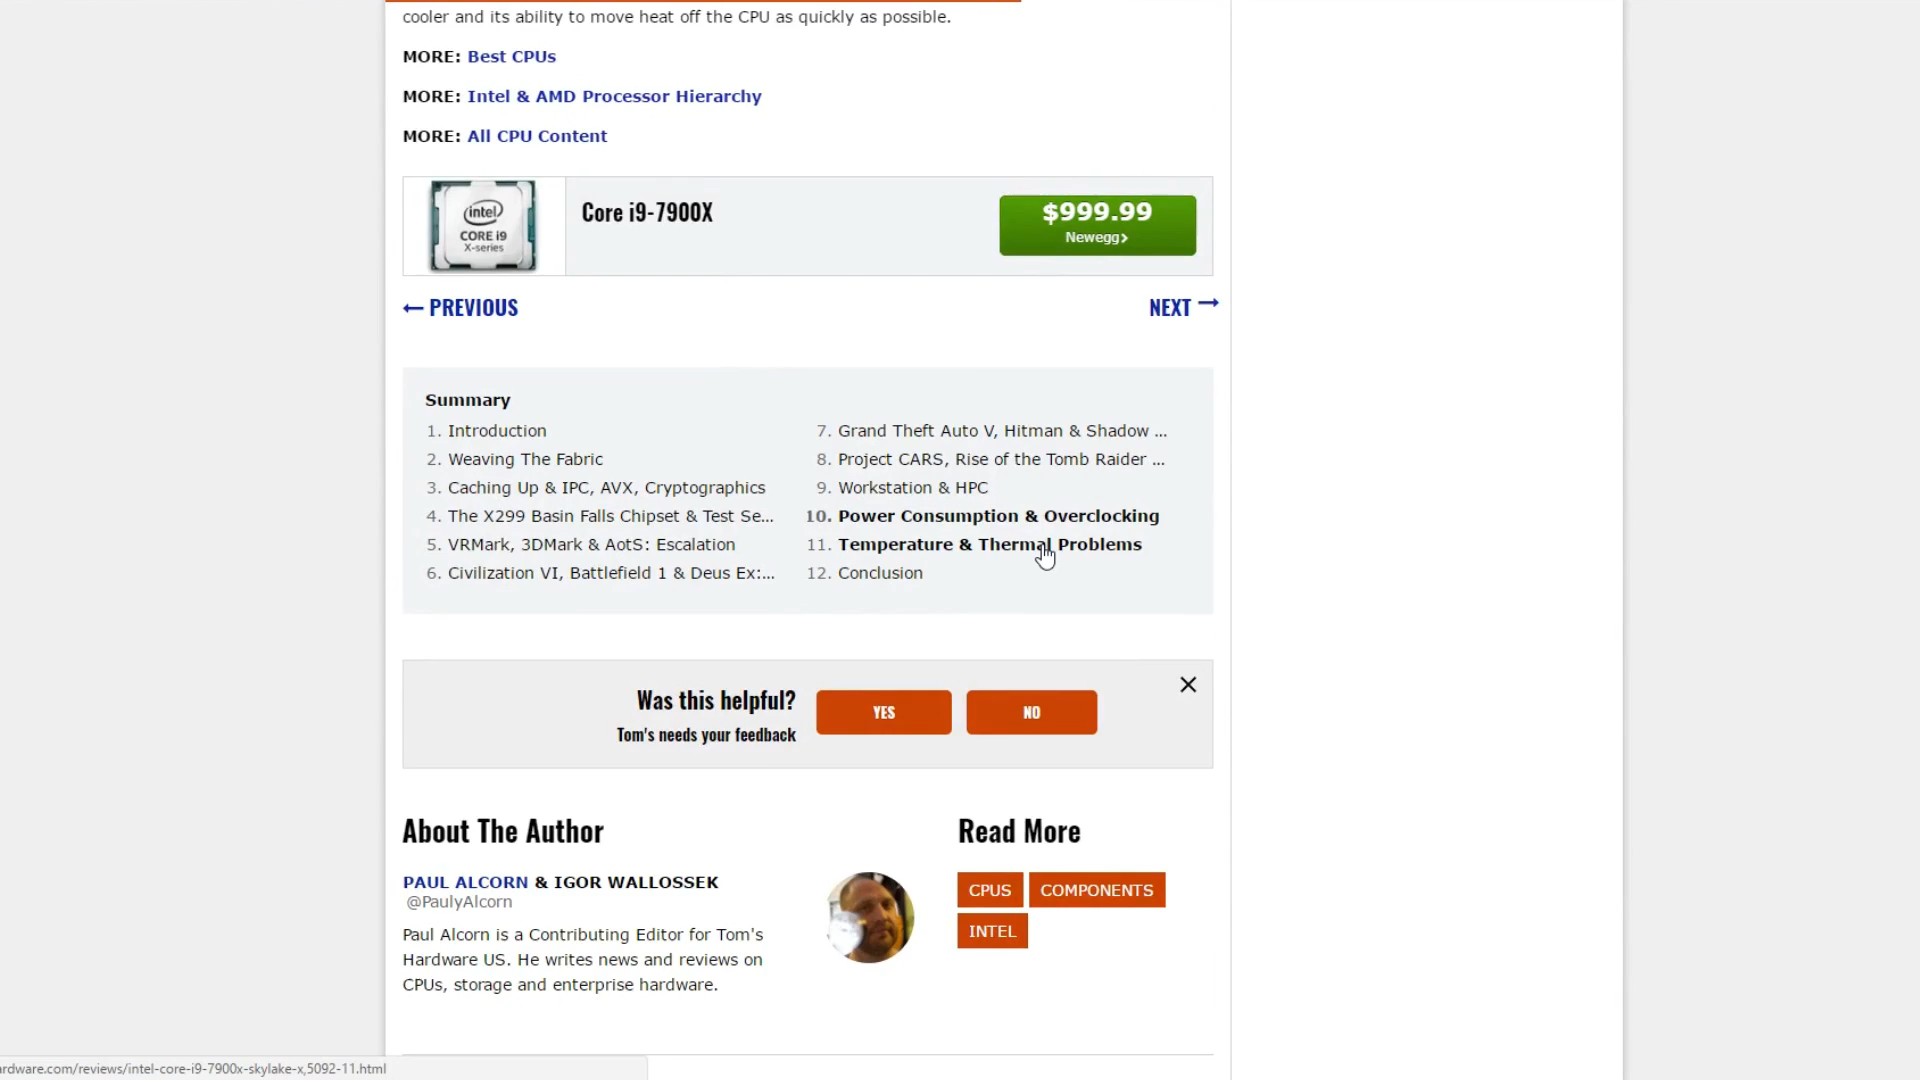 cooler and its ability to move heat off the CPU as quickly as possible.
MORE: Best CPUs
MORE: Intel & AMD Processor Hierarchy
MORE: All CPU Content
intel
CORE i9
X-series
Core i9-7900X
$999.99
Newegg›
← PREVIOUS
NEXT →
Summary
1. Introduction
2. Weaving The Fabric
3. Caching Up & IPC, AVX, Cryptographics
4. The X299 Basin Falls Chipset & Test Se...
5. VRMark, 3DMark & AotS: Escalation
6. Civilization VI, Battlefield 1 & Deus Ex:...
7. Grand Theft Auto V, Hitman & Shadow ...
8. Project CARS, Rise of the Tomb Raider ...
9. Workstation & HPC
10. Power Consumption & Overclocking
11. Temperature & Thermal Problems
12. Conclusion
Was this helpful?
Tom's needs your feedback
YES
NO
About The Author
PAUL ALCORN & IGOR WALLOSSEK
@PaulyAlcorn
Paul Alcorn is a Contributing Editor for Tom's
Hardware US. He writes news and reviews on
CPUs, storage and enterprise hardware.
Read More
CPUS
COMPONENTS
INTEL
ardware.com/reviews/intel-core-i9-7900x-skylake-x,5092-11.html